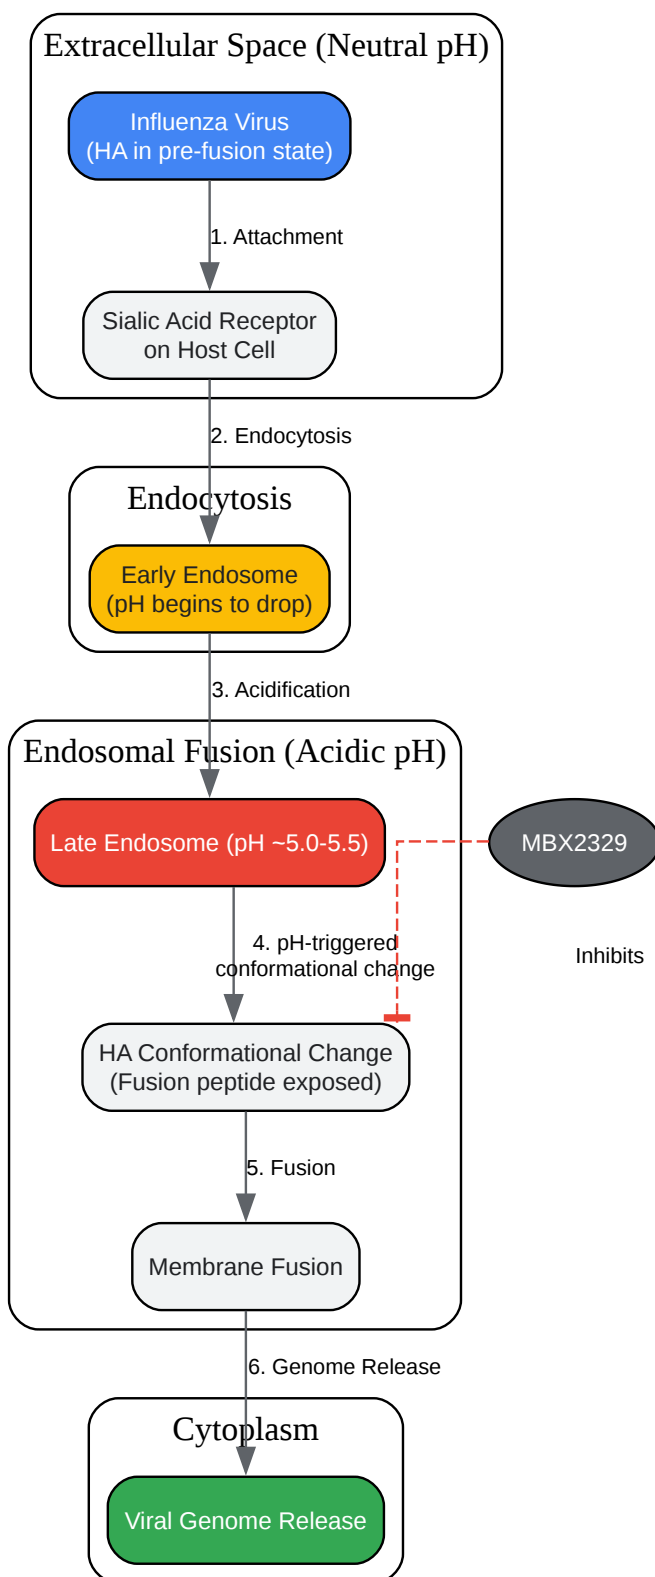 Extracellular Space (Neutral pH)
Influenza Virus
(HA in pre-fusion state)
1. Attachment
Sialic Acid Receptor
on Host Cell
2. Endocytosis
Endocytosis
Early Endosome
(pH begins to drop)
3. Acidification
Endosomal Fusion (Acidic pH)
Late Endosome (pH ~5.0-5.5)
MBX2329
4. pH-triggered
conformational change
Inhibits
HA Conformational Change
(Fusion peptide exposed)
5. Fusion
Membrane Fusion
6. Genome Release
Cytoplasm
Viral Genome Release